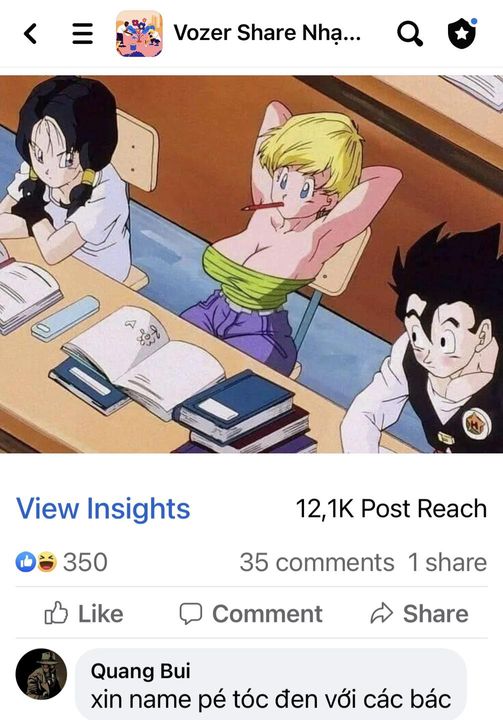 Vozer Share Nhạ...
View Insights
12,1K Post Reach
350
35 comments 1 share
Like
Comment
Share
Quang Bui
xin name pé tóc đen với các bác